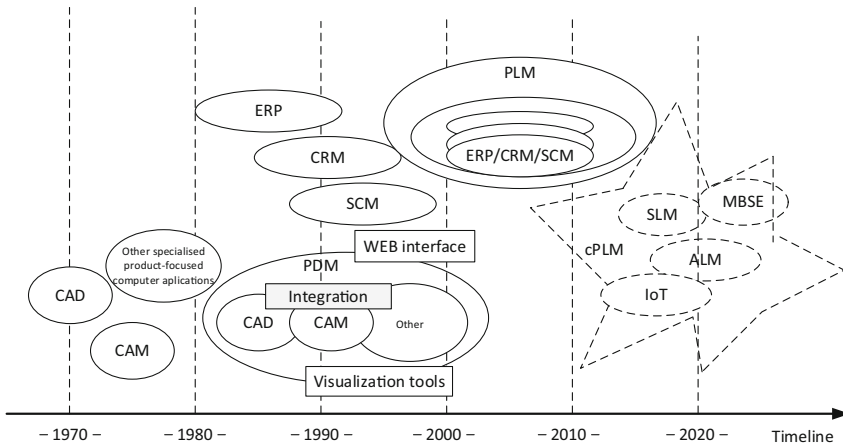 PLM
ERP
CRM
ERP/CRM/SCM
SCM
SLM
MBSE
WEB interface
cPLM
Other specialised
product-focused
computer aplications
PDM
ALM
CAD
Integration
IoT
CAD
CAM
Other
CAM
Visualization tools
– 1970 –
– 1980 –
– 1990 –
– 2000 –
– 2010 –
– 2020 –
Timeline